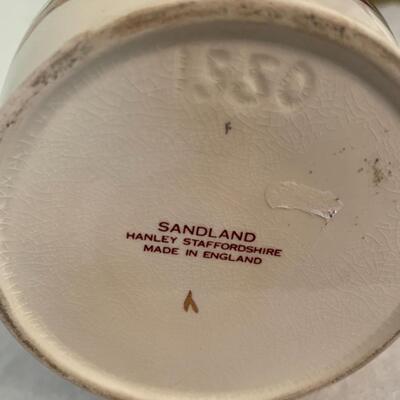 F
SANDLAND
HANLEY STAFFORDSHIRE
MADE IN ENGLAND